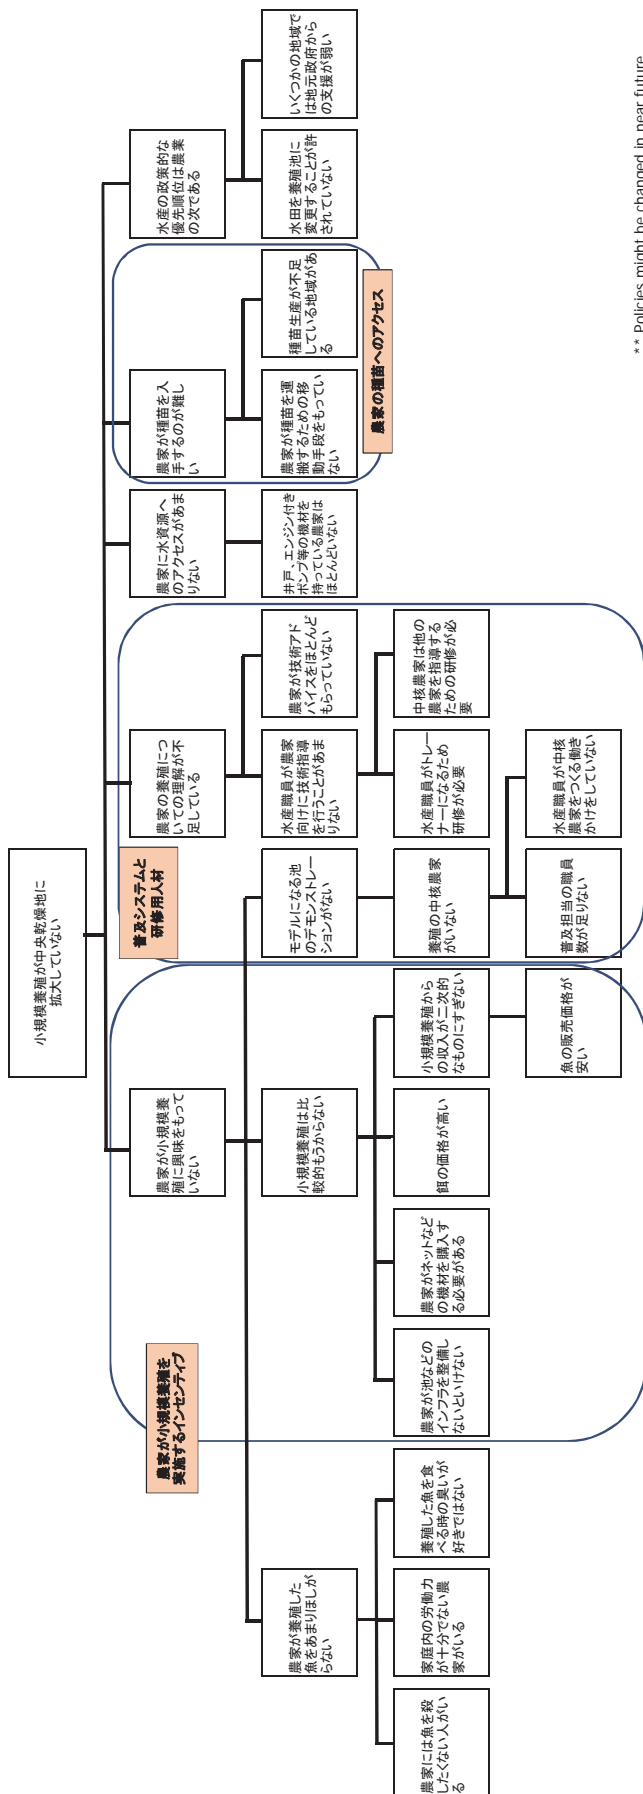 小規模養殖が中央乾燥地に
拡大していない
農家が小規模養
殖に興味をもって
いない
農家の養殖につ
いての理解が不
足している
農家に水資源へ
のアクセスがあま
りない
農家が種苗を入
手するのが難し
い
水産の政策的な
優先順位は農業
の次である
農家が小規模養殖を
実施するインセンティブ
普及システムと
研修用人材
農家が養殖した
魚をあまりほしが
らない
小規模養殖は比
較的もうからない
モデルになる池
のデモンストレー
ションがない
水産職員が農家
向けに技術指導
を行うことがあま
りない
農家が技術アド
バイスをほとんど
もらっていない
井戸、エンジン付き
ポンプ等の機材を
持っている農家は
ほとんどいない
農家が種苗を運
搬するための移
動手段をもってい
ない
種苗生産が不足
している地域があ
る
水田を養殖池に
変更することが許
されていない
いくつかの地域で
は地元政府から
の支援が弱い
農家の種苗へのアクセス
農家には魚を殺
したくない人がい
る
家庭内の労働力
が十分でない農
家がいる
養殖した魚を食
べる時の臭いが
好きではない
農家が池などの
インフラを整備し
ないといけない
農家がネットなど
の機材を購入す
る必要がある
餌の価格が高い
小規模養殖から
の収入が二次的
なものにすぎない
養殖の中核農家
がいない
水産職員がトレー
ナーになるため
研修が必要
中核農家は他の
農家を指導する
ための研修が必
要
魚の販売価格が
安い
普及担当の職員
数が足りない
水産職員が中核
農家をつくる働き
かけをしていない
** Policies might be changed in near future